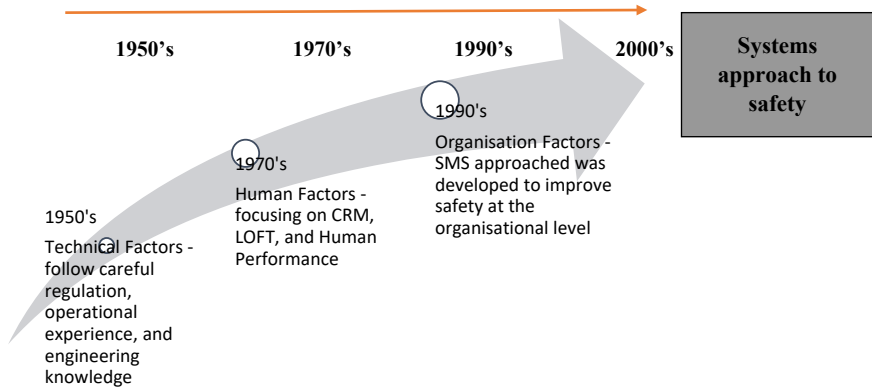 1950’s 1970’s 1990’s 2000’s
Systems
approach to
safety
1990's
Organisation Factors -
SMS approached was
developed to improve
safety at the
organisational level
1970's
Human Factors -
focusing on CRM,
LOFT, and Human
Performance
1950's
Technical Factors -
follow careful
regulation,
operational
experience, and
engineering
knowledge